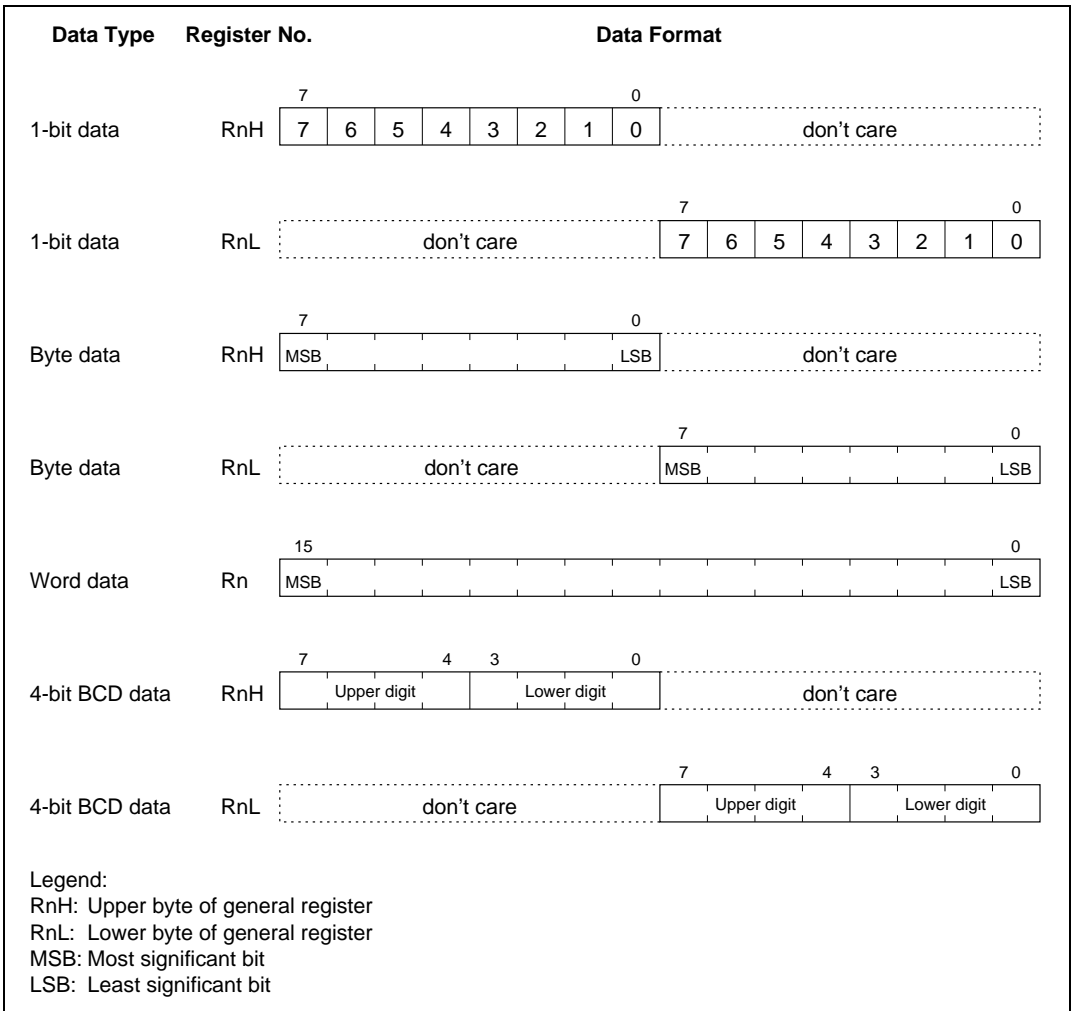 Data Type Register No. Data Format
7 0
1-bit data RnH 7 6 5 4 3 2 1 0 don't care
7 0
1-bit data RnL don't care 7 6 5 4 3 2 1 0
7 0
Byte data RnH MSB LSB don't care
7 0
Byte data RnL don't care MSB LSB
15 0
Word data Rn MSB LSB
7 4 3 0
4-bit BCD data RnH Upper digit Lower digit don't care
7 4 3 0
4-bit BCD data RnL don't care Upper digit Lower digit
Legend:
RnH: Upper byte of general register
RnL: Lower byte of general register
MSB: Most significant bit
LSB: Least significant bit